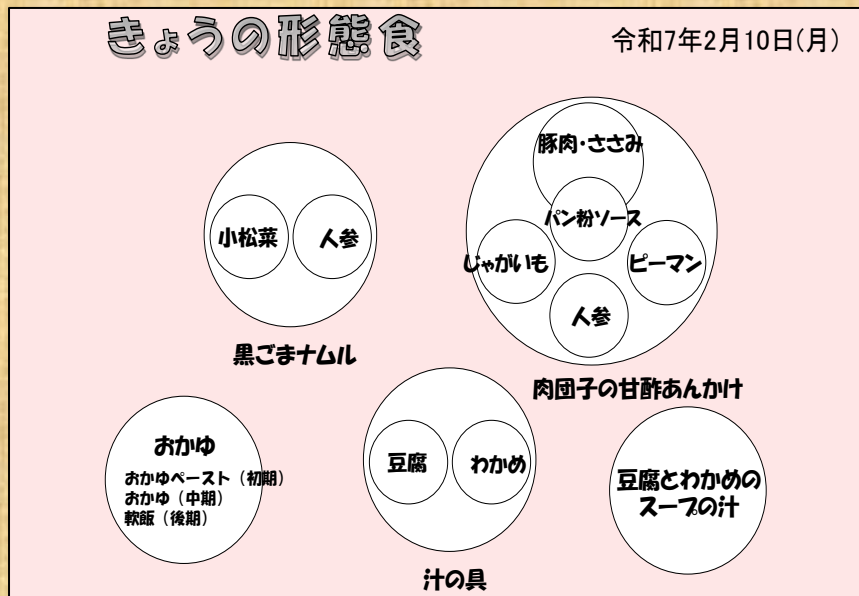 きょうの形態食
令和7年2月10日(月)
豚肉・ささみ
パン粉ソース
じゃがいも
ピーマン
人参
肉団子の甘酢あんかけ
小松菜
人参
黒ごまナムル
おかゆ
おかゆペースト（初期）
おかゆ（中期）
軟飯（後期）
豆腐
わかめ
汁の具
豆腐とわかめの
スープの汁